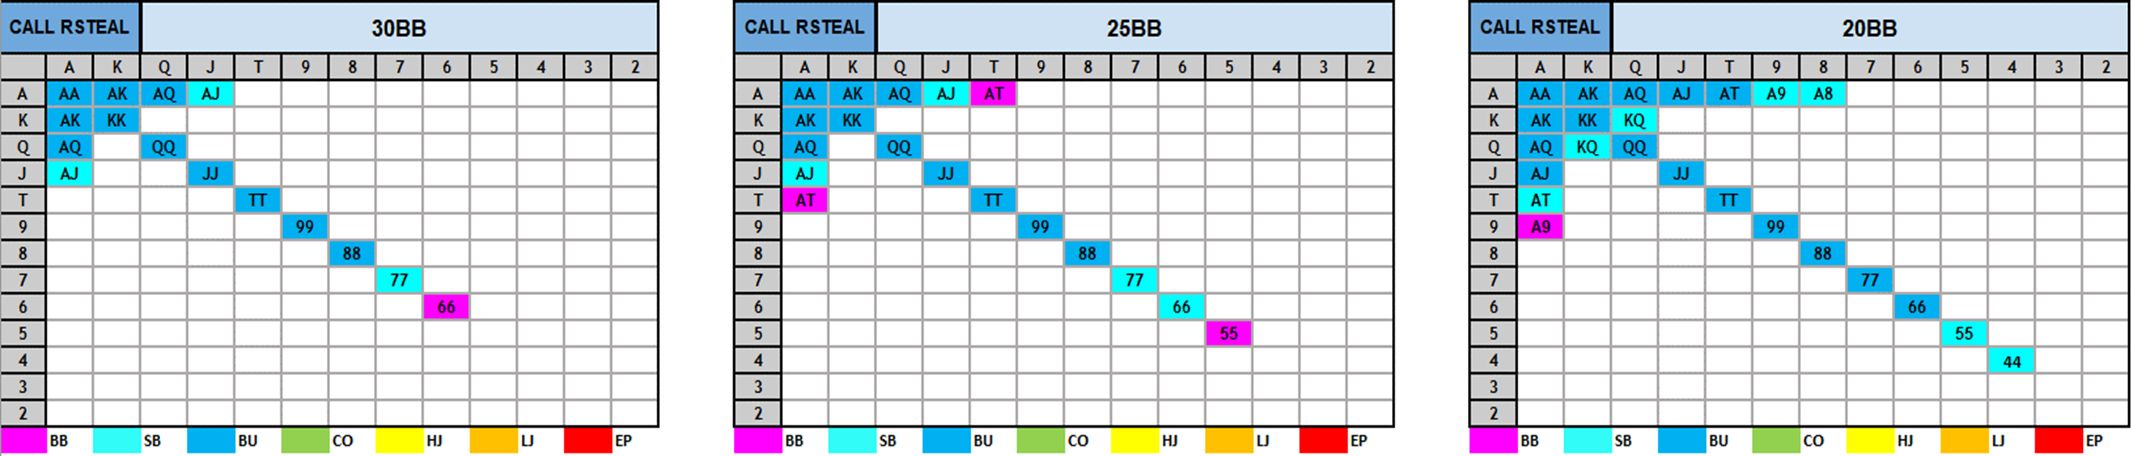 CALL RSTEAL 30BB
A K Q J T 9 8 7 6 5 4 3 2
A AA AK AQ AJ
K AK KK
Q AQ QQ
J AJ JJ
T TT
9 99
8 88
7 77
6 66
5
4
3
2
BB SB BU CO HJ LJ EP
CALL RSTEAL 25BB
A K Q J T 9 8 7 6 5 4 3 2
A AA AK AQ AJ AT
K AK KK
Q AQ QQ
J AJ JJ
T AT TT
9 99
8 88
7 77
6 66
5 55
4
3
2
BB SB BU CO HJ LJ EP
CALL RSTEAL 20BB
A K Q J T 9 8 7 6 5 4 3 2
A AA AK AQ AJ AT A9 A8
K AK KK KQ
Q AQ KQ QQ
J AJ JJ
T AT TT
9 A9 99
8 88
7 77
6 66
5 55
4 44
3
2
BB SB BU CO HJ LJ EP